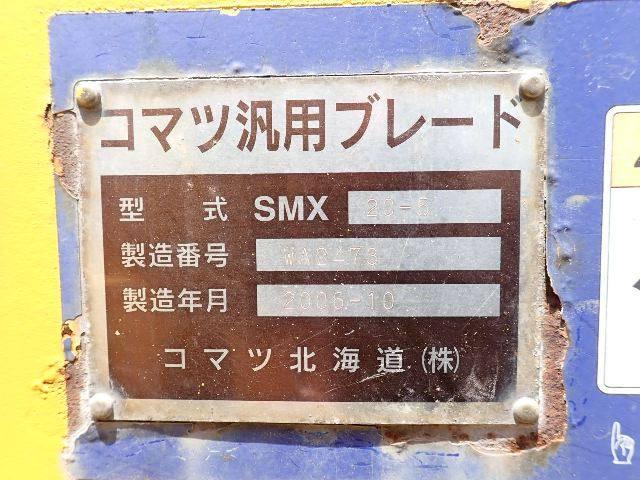 コマツ汎用ブレード
型 式 SMX 20-5
製造番号 WA2-73
製造年月 2006-10
コマツ北海道(株)